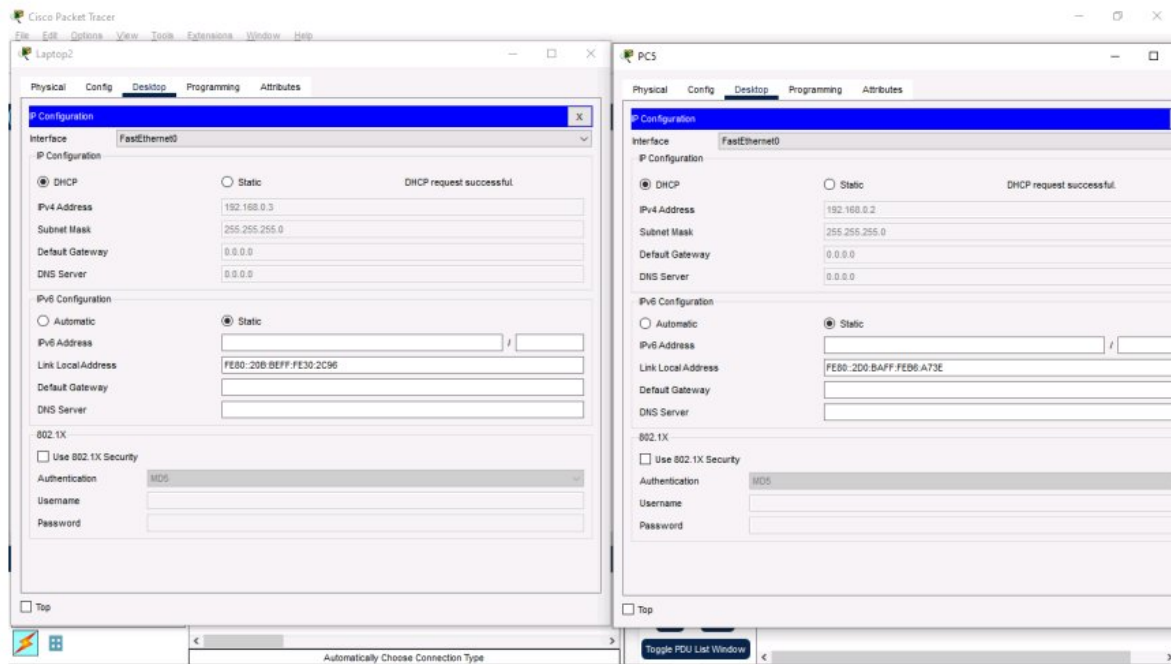 Cisco Packet Tracer
File Edit Options View Tools Extensions Window Help
Laptop2
Physical Config Desktop Programming Attributes
IP Configuration X
Interface FastEthernet0
IP Configuration
DHCP Static DHCP request successful.
IPv4 Address 192.168.0.3
Subnet Mask 255.255.255.0
Default Gateway 0.0.0.0
DNS Server 0.0.0.0
IPv6 Configuration
Automatic Static
IPv6 Address /
Link Local Address FE80::20B:BEFF:FE30:2C96
Default Gateway
DNS Server
802.1X
Use 802.1X Security
Authentication MD5
Username
Password
Top
PC5
Physical Config Desktop Programming Attributes
IP Configuration
Interface FastEthernet0
IP Configuration
DHCP Static DHCP request successful.
IPv4 Address 192.168.0.2
Subnet Mask 255.255.255.0
Default Gateway 0.0.0.0
DNS Server 0.0.0.0
IPv6 Configuration
Automatic Static
IPv6 Address /
Link Local Address FE80::2D0:BAFF:FEB6:A73E
Default Gateway
DNS Server
802.1X
Use 802.1X Security
Authentication MD5
Username
Password
Top
Automatically Choose Connection Type
Toggle PDU List Window